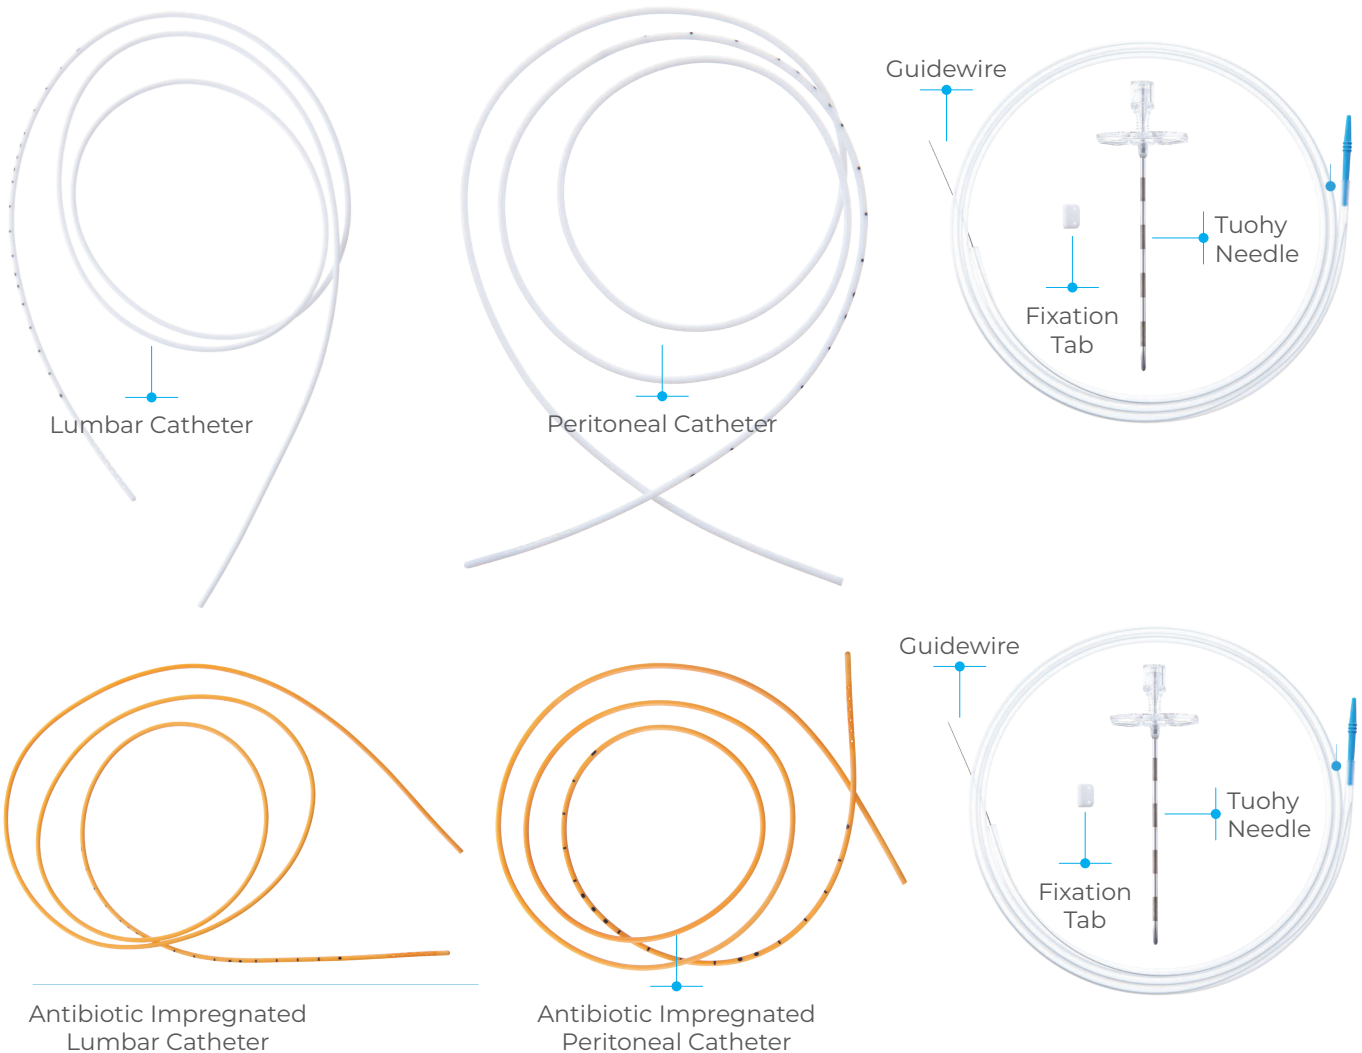 Guidewire
Tuohy
Needle
Fixation
Tab
Lumbar Catheter
Peritoneal Catheter
Guidewire
Tuohy
Needle
Fixation
Tab
Antibiotic Impregnated
Lumbar Catheter
Antibiotic Impregnated
Peritoneal Catheter